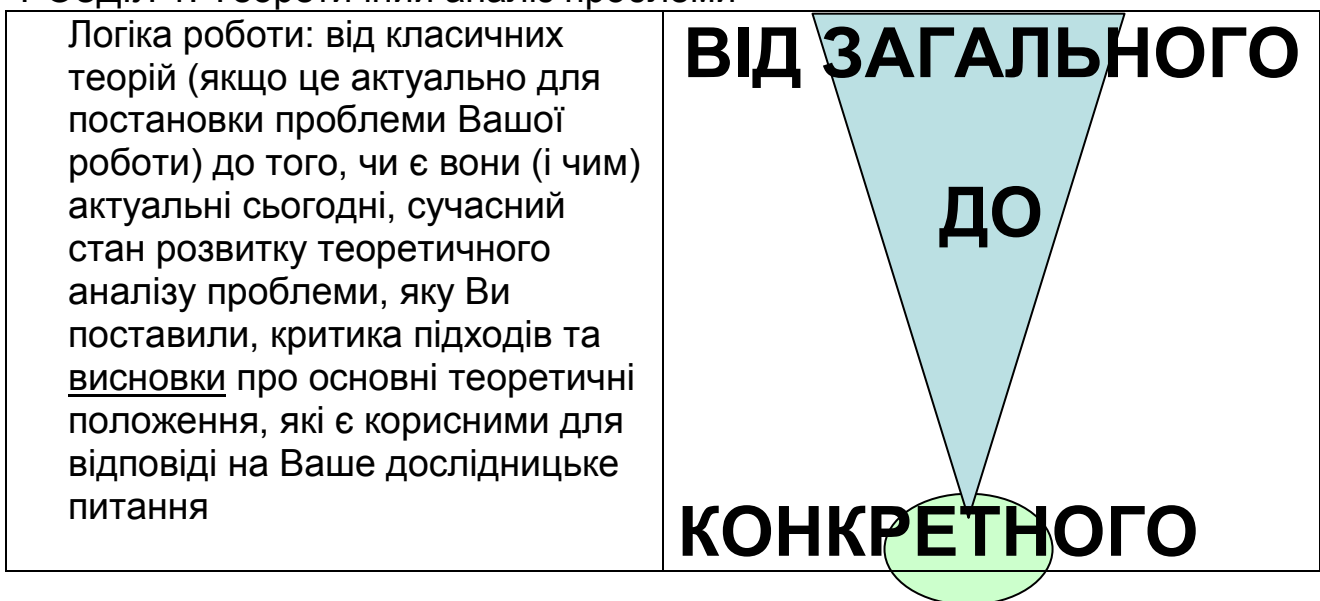 Логіка роботи: від класичних
теорій (якщо це актуально для
постановки проблеми Вашої
роботи) до того, чи є вони (і чим)
актуальні сьогодні, сучасний
стан розвитку теоретичного
аналізу проблеми, яку Ви
поставили, критика підходів та
висновки про основні теоретичні
положення, які є корисними для
відповіді на Ваше дослідницьке
питання
ВІД ЗАГАЛЬНОГО
ДО
КОНКРЕТНОГО